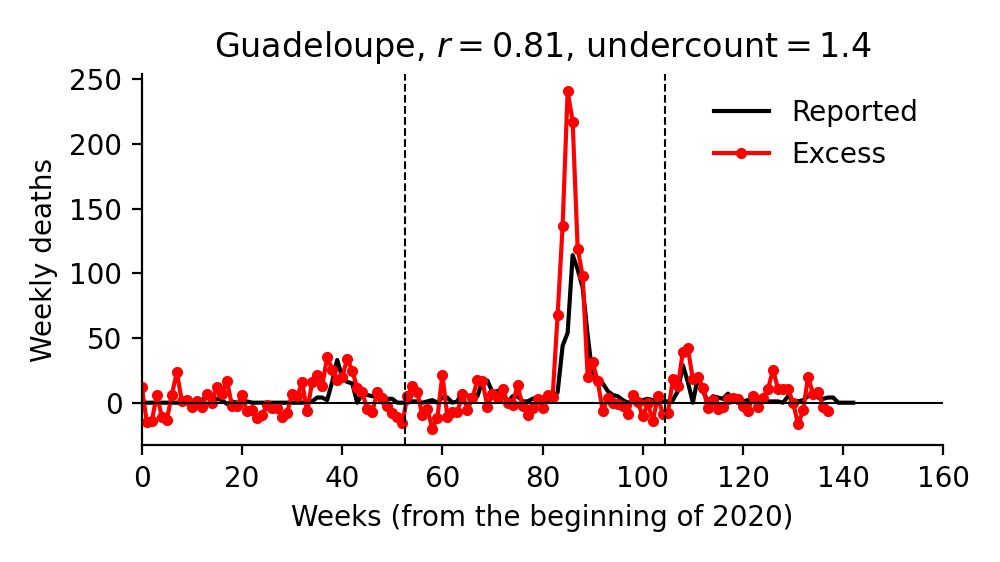 Guadeloupe, r = 0.81, undercount = 1.4
250
200
150
100
50
0
Weekly deaths
Reported
Excess
0 20 40 60 80 100 120 140 160
Weeks (from the beginning of 2020)